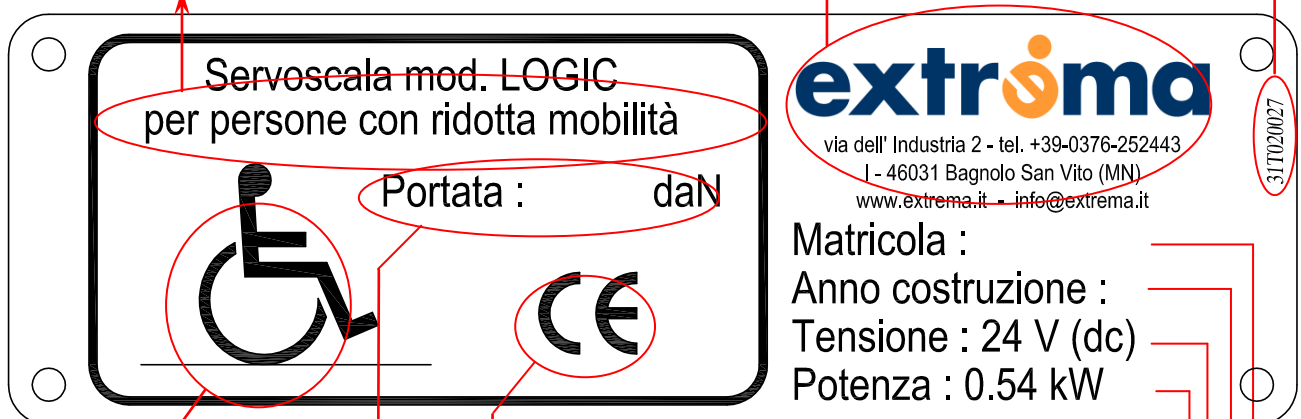 Servoscala mod. LOGIC
per persone con ridotta mobilità
Portata : daN
CE
extrema
via dell' Industria 2 - tel. +39-0376-252443
I - 46031 Bagnolo San Vito (MN)
www.extrema.it - info@extrema.it
31T020027
Matricola :
Anno costruzione :
Tensione : 24 V (dc)
Potenza : 0.54 kW